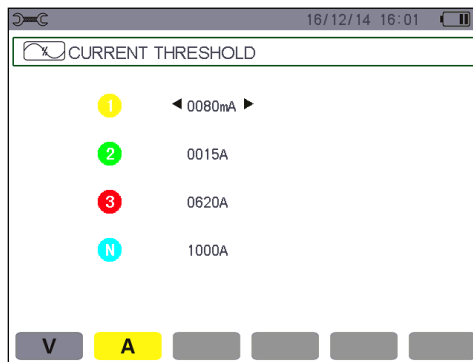 16/12/14 16:01
CURRENT THRESHOLD
1 ◄ 0080mA ►
2 0015A
3 0620A
N 1000A
V A